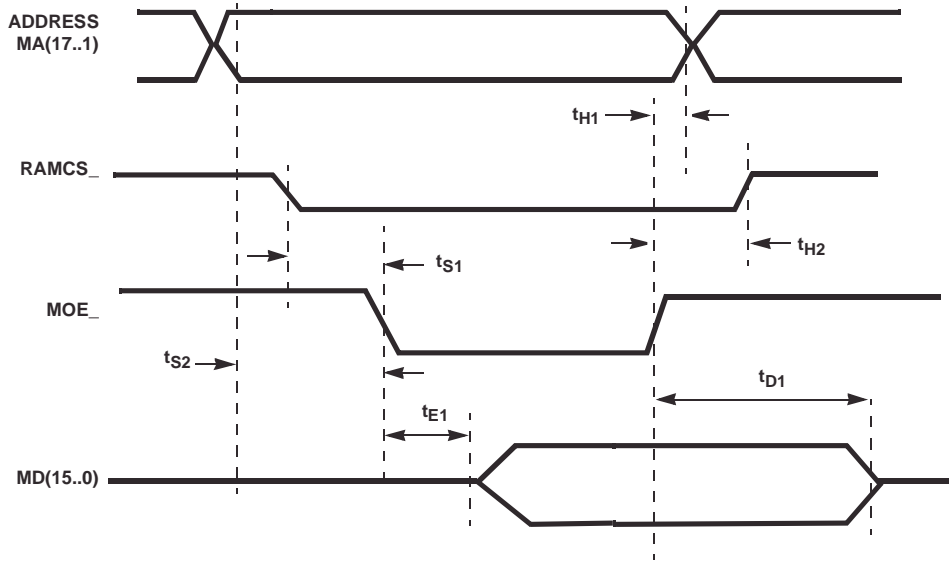 ADDRESS
MA(17..1)
tH1
RAMCS_
tH2
tS1
MOE_
tS2
tD1
tE1
MD(15..0)